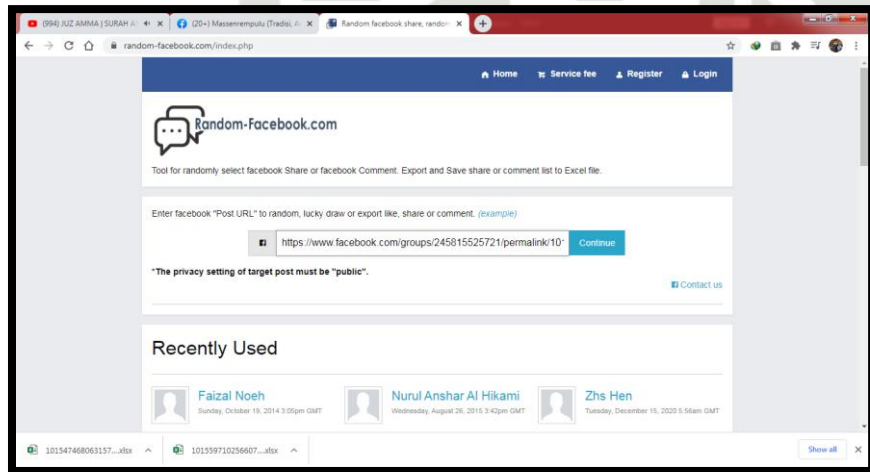 (994) JUZ AMMA | SURAH A
(20+) Massenrempulu (Tradisi, A
Random facebook share, random
random-facebook.com/index.php
Home Service fee Register Login
Random-Facebook.com
Tool for randomly select facebook Share or facebook Comment. Export and Save share or comment list to Excel file.
Enter facebook "Post URL" to random, lucky draw or export like, share or comment. (example)
https://www.facebook.com/groups/245815525721/permalink/10 Continue
*The privacy setting of target post must be "public".
Contact us
Recently Used
Faizal Noeh
Sunday, October 19, 2014 3:05pm GMT
Nurul Anshar Al Hikami
Wednesday, August 26, 2015 3:42pm GMT
Zhs Hen
Tuesday, December 15, 2020 5:56am GMT
101547468063157....xlsx
101559710256607....xlsx
Show all